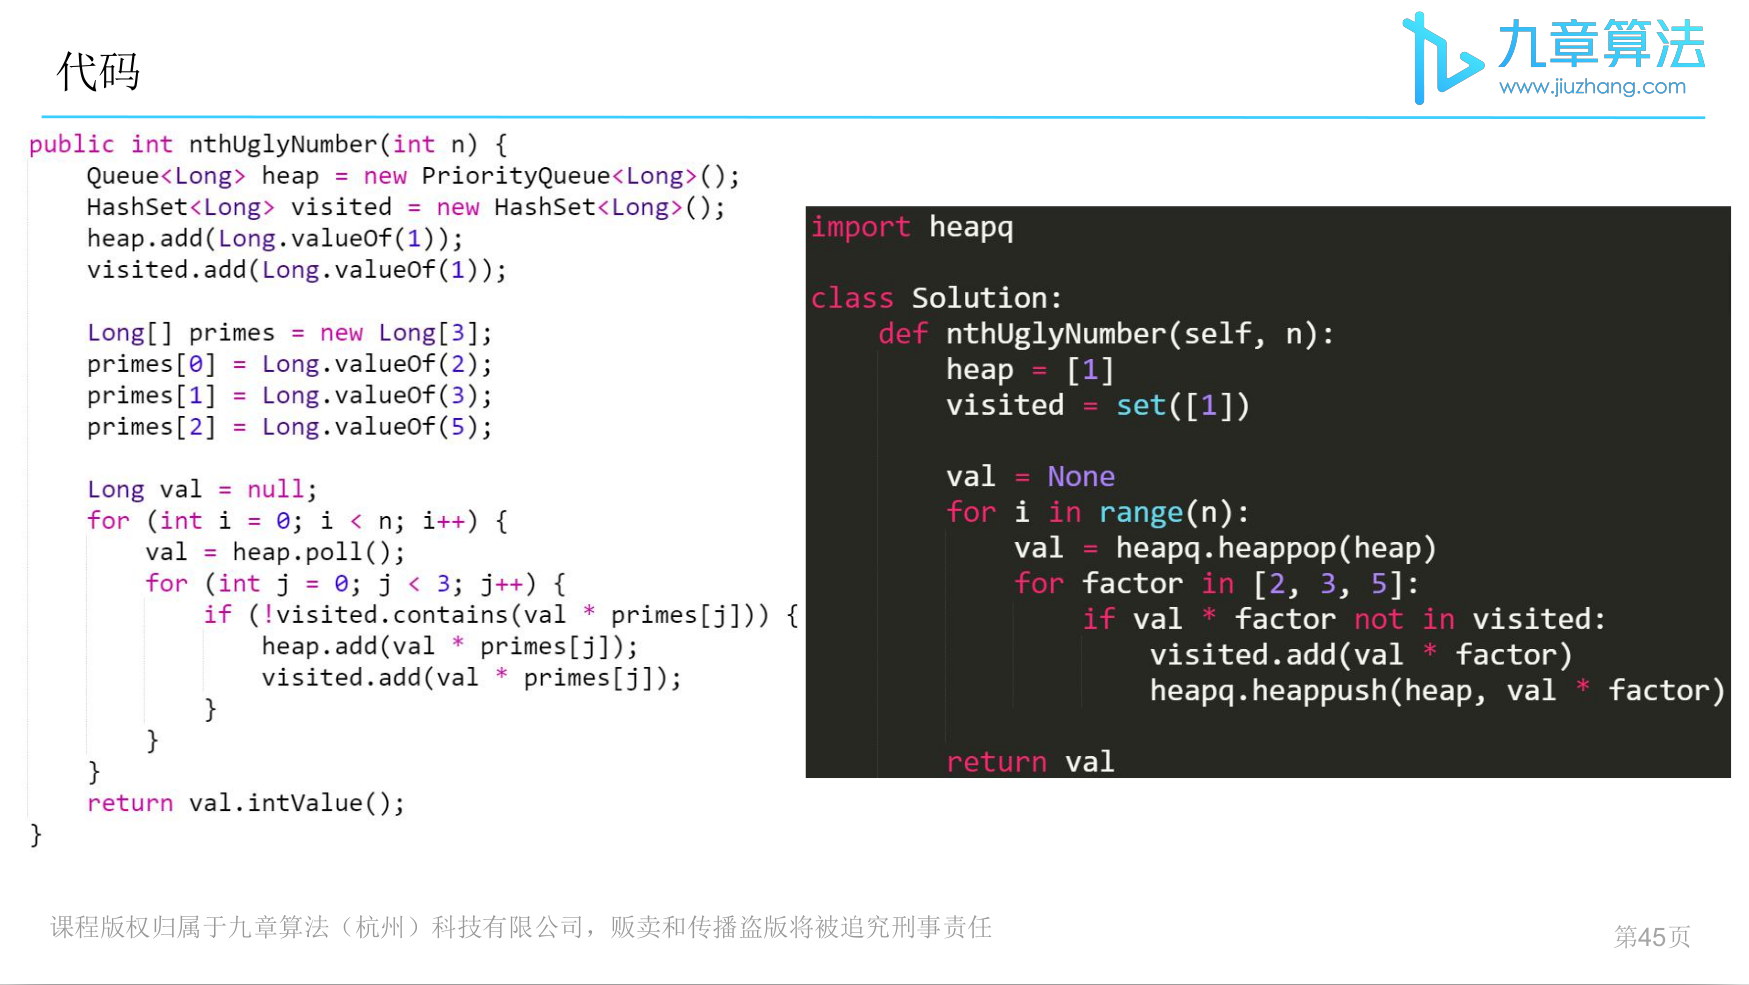 代码
九章算法
www.jiuzhang.com
public int nthUglyNumber(int n) {
    Queue<Long> heap = new PriorityQueue<Long>();
    HashSet<Long> visited = new HashSet<Long>();
    heap.add(Long.valueOf(1));
    visited.add(Long.valueOf(1));

    Long[] primes = new Long[3];
    primes[0] = Long.valueOf(2);
    primes[1] = Long.valueOf(3);
    primes[2] = Long.valueOf(5);

    Long val = null;
    for (int i = 0; i < n; i++) {
        val = heap.poll();
        for (int j = 0; j < 3; j++) {
            if (!visited.contains(val * primes[j])) {
                heap.add(val * primes[j]);
                visited.add(val * primes[j]);
            }
        }
    }
    return val.intValue();
}
import heapq

class Solution:
    def nthUglyNumber(self, n):
        heap = [1]
        visited = set([1])

        val = None
        for i in range(n):
            val = heapq.heappop(heap)
            for factor in [2, 3, 5]:
                if val * factor not in visited:
                    visited.add(val * factor)
                    heapq.heappush(heap, val * factor)

        return val
课程版权归属于九章算法（杭州）科技有限公司，贩卖和传播盗版将被追究刑事责任
第45页